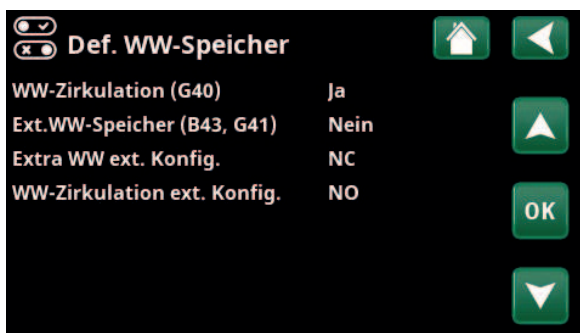 Def. WW-Speicher
WW-Zirkulation (G40) Ja
Ext.WW-Speicher (B43, G41) Nein
Extra WW ext. Konfig. NC
WW-Zirkulation ext. Konfig. NO
OK